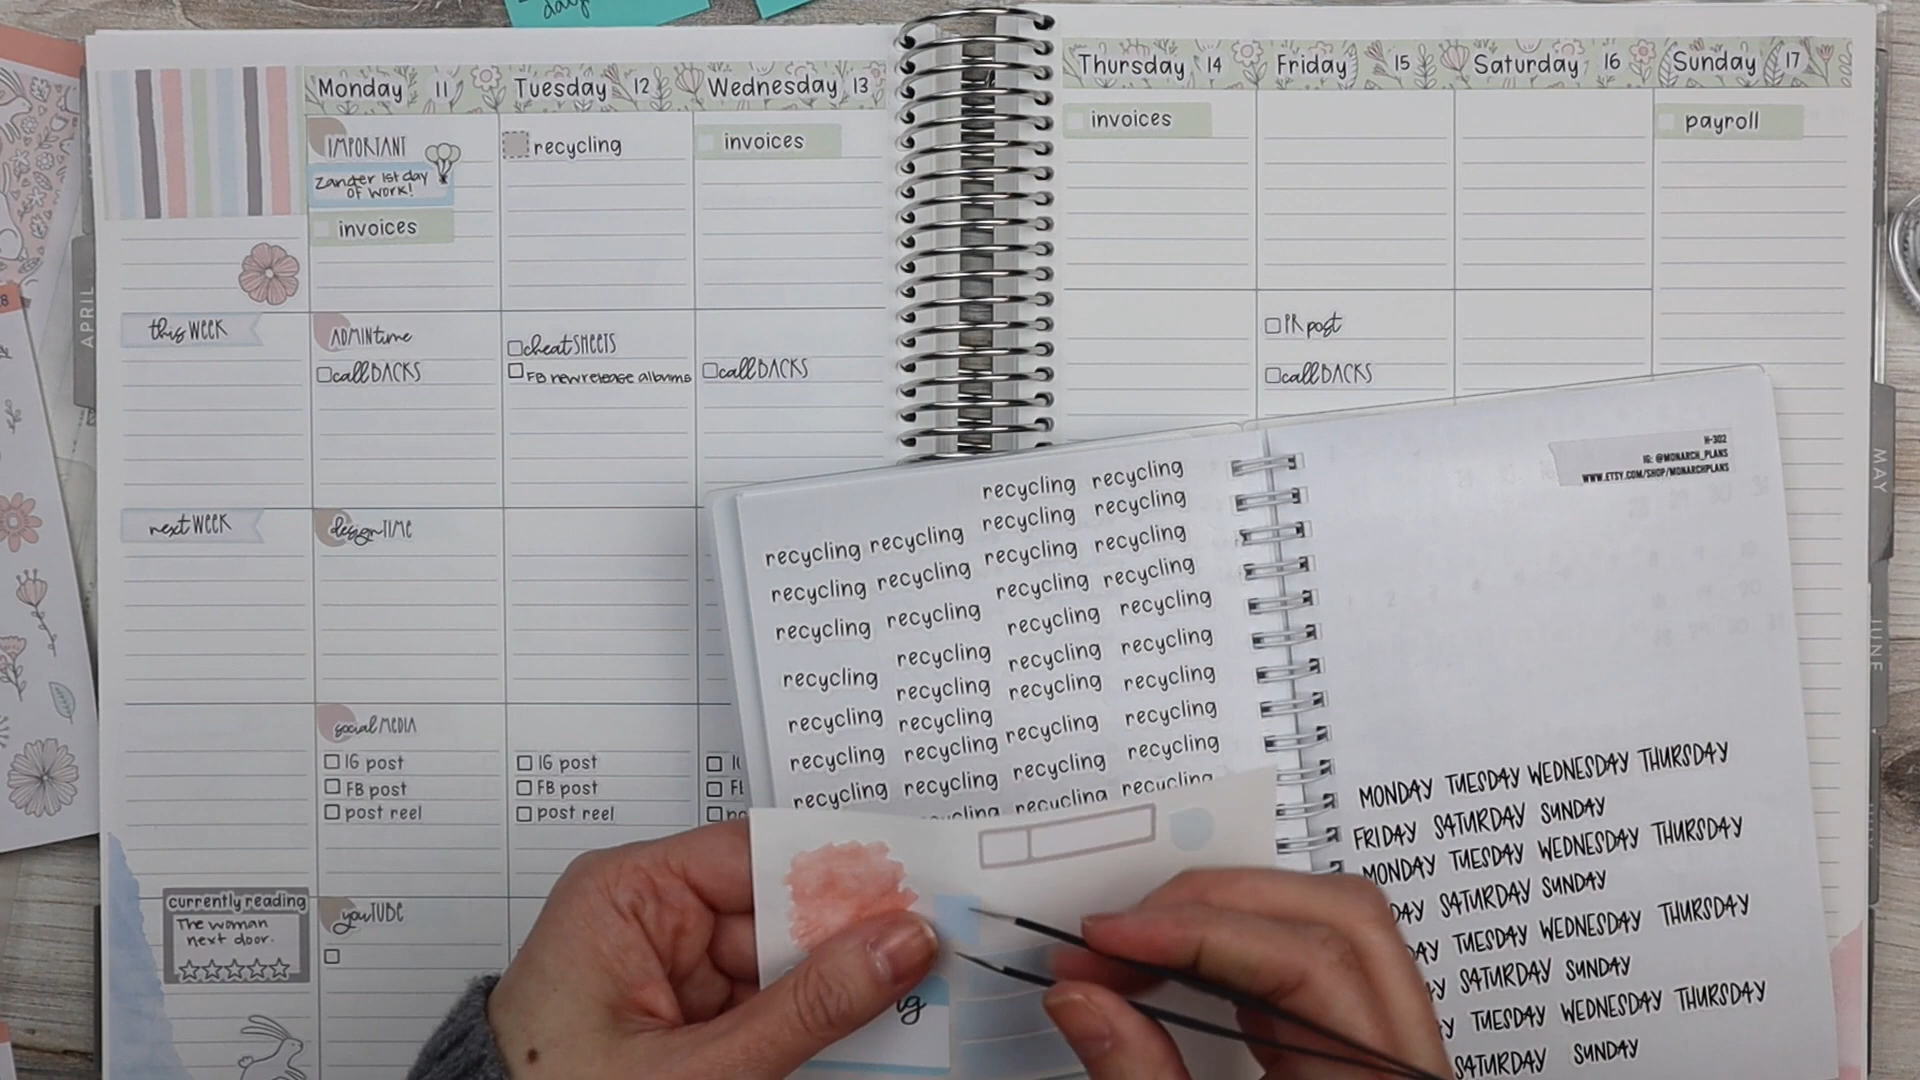 day
Monday 11
Tuesday 12
Wednesday 13
Thursday 14
Friday 15
Saturday 16
Sunday 17
IMPORTANT
Zander 1st day
of work!
invoices
recycling
invoices
invoices
payroll
APRIL
this WEEK
ADMIN time
call BACKS
cheat SHEETS
FB new release albums
call BACKS
PR post
call BACKS
next WEEK
design TIME
social MEDIA
IG post
FB post
post reel
IG post
FB post
post reel
currently reading
The woman
next door.
youTUBE
MAY
JUNE
H-302
IG: @MONARCH_PLANS
WWW.ETSY.COM/SHOP/MONARCHPLANS
recycling recycling
recycling recycling
recycling recycling recycling recycling
recycling recycling recycling recycling
recycling recycling recycling recycling
recycling recycling recycling recycling
recycling recycling recycling
recycling recycling recycling recycling
recycling recycling recycling recycling
recycling recycling recycling recycling
recycling recycling
MONDAY TUESDAY WEDNESDAY THURSDAY
FRIDAY SATURDAY SUNDAY
MONDAY TUESDAY WEDNESDAY THURSDAY
SATURDAY SUNDAY
TUESDAY WEDNESDAY THURSDAY
SATURDAY SUNDAY
TUESDAY WEDNESDAY THURSDAY
SATURDAY SUNDAY